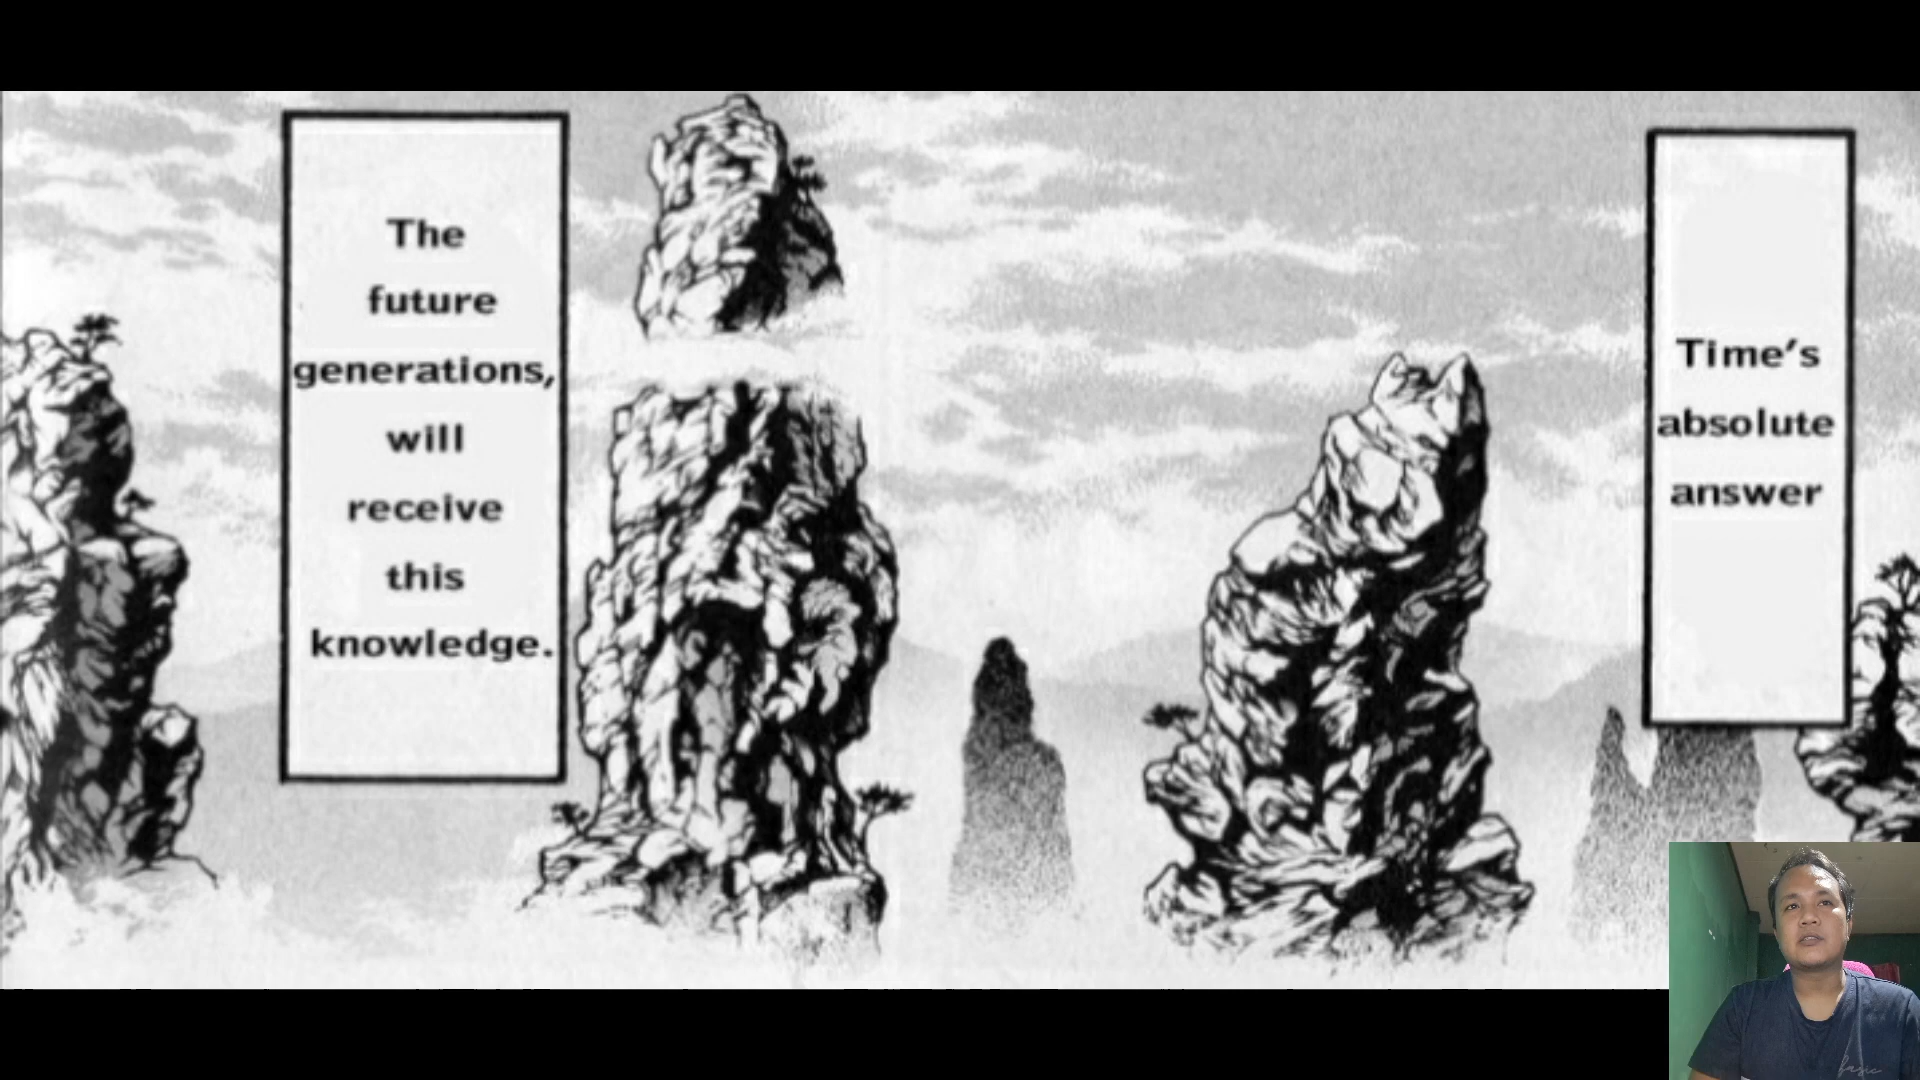 The
future
generations,
will
receive
this
knowledge.
Time's
absolute
answer